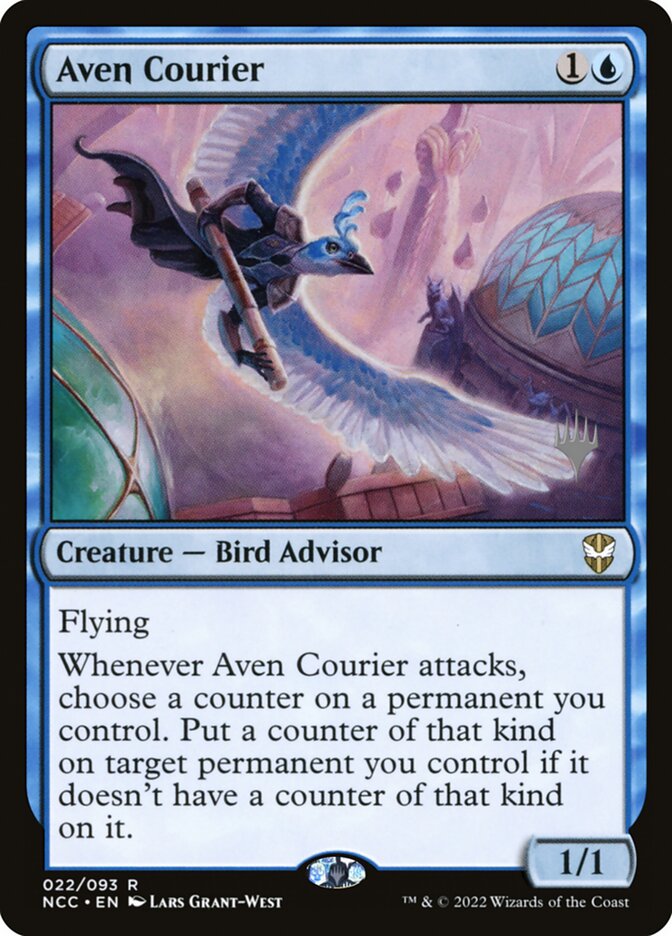 Aven Courier 1
Creature — Bird Advisor
Flying
Whenever Aven Courier attacks,
choose a counter on a permanent you
control. Put a counter of that kind
on target permanent you control if it
doesn't have a counter of that kind
on it.
1/1
022/093 R
NCC • EN Lars Grant-West
™ & © 2022 Wizards of the Coast